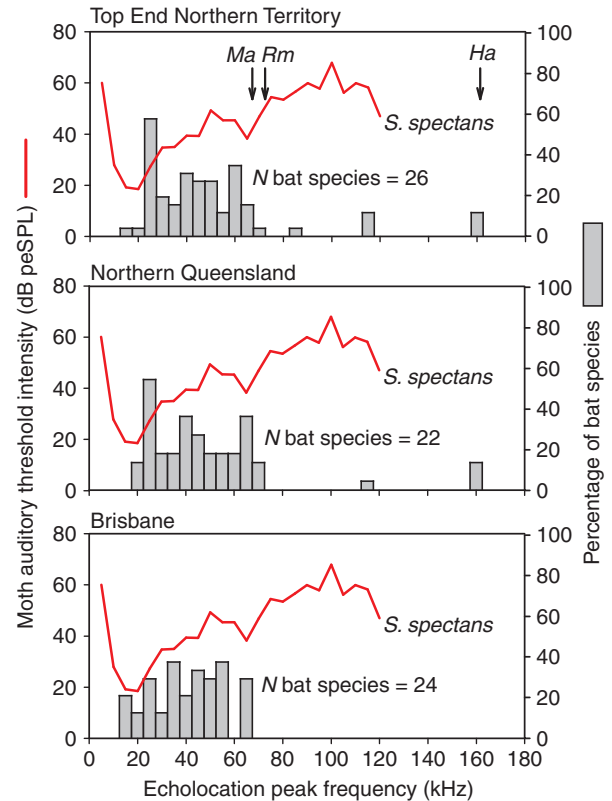 Top End Northern Territory
80
60
40
20
0
100
80
60
40
20
0
Ma Rm
Ha
S. spectans
N bat species = 26
Northern Queensland
80
60
40
20
0
100
80
60
40
20
0
S. spectans
N bat species = 22
Brisbane
80
60
40
20
0
100
80
60
40
20
0
S. spectans
N bat species = 24
0 20 40 60 80 100 120 140 160 180
Echolocation peak frequency (kHz)
Moth auditory threshold intensity
(dB peSPL)
Percentage of bat species